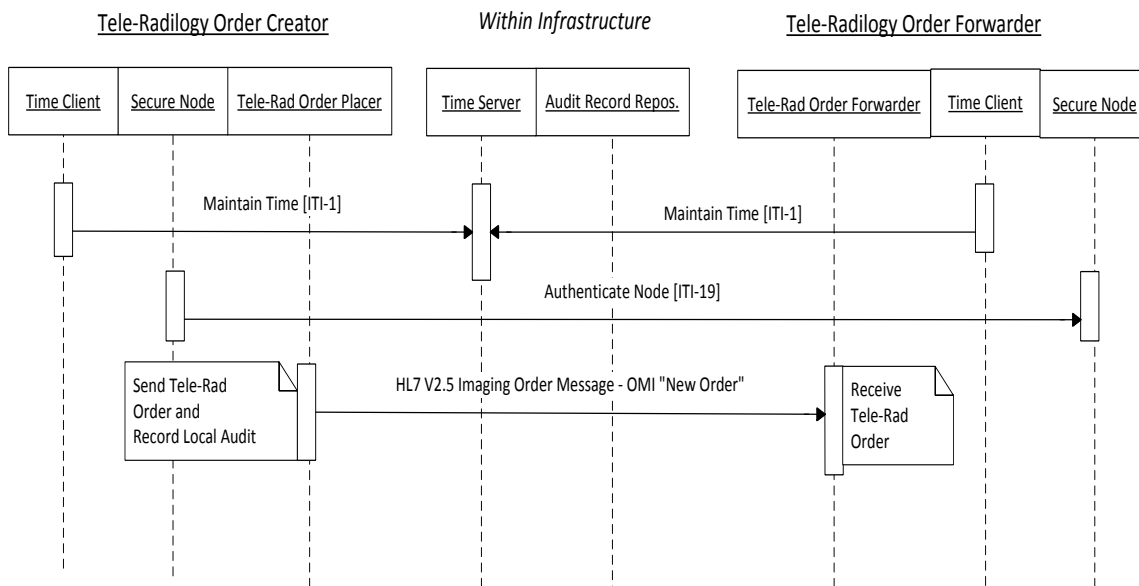 Tele-Radilogy Order Creator
Within Infrastructure
Tele-Radilogy Order Forwarder
Time Client
Secure Node
Tele-Rad Order Placer
Time Server
Audit Record Repos.
Tele-Rad Order Forwarder
Time Client
Secure Node
Maintain Time [ITI-1]
Maintain Time [ITI-1]
Authenticate Node [ITI-19]
Send Tele-Rad
Order and
Record Local Audit
HL7 V2.5 Imaging Order Message - OMI "New Order"
Receive
Tele-Rad
Order